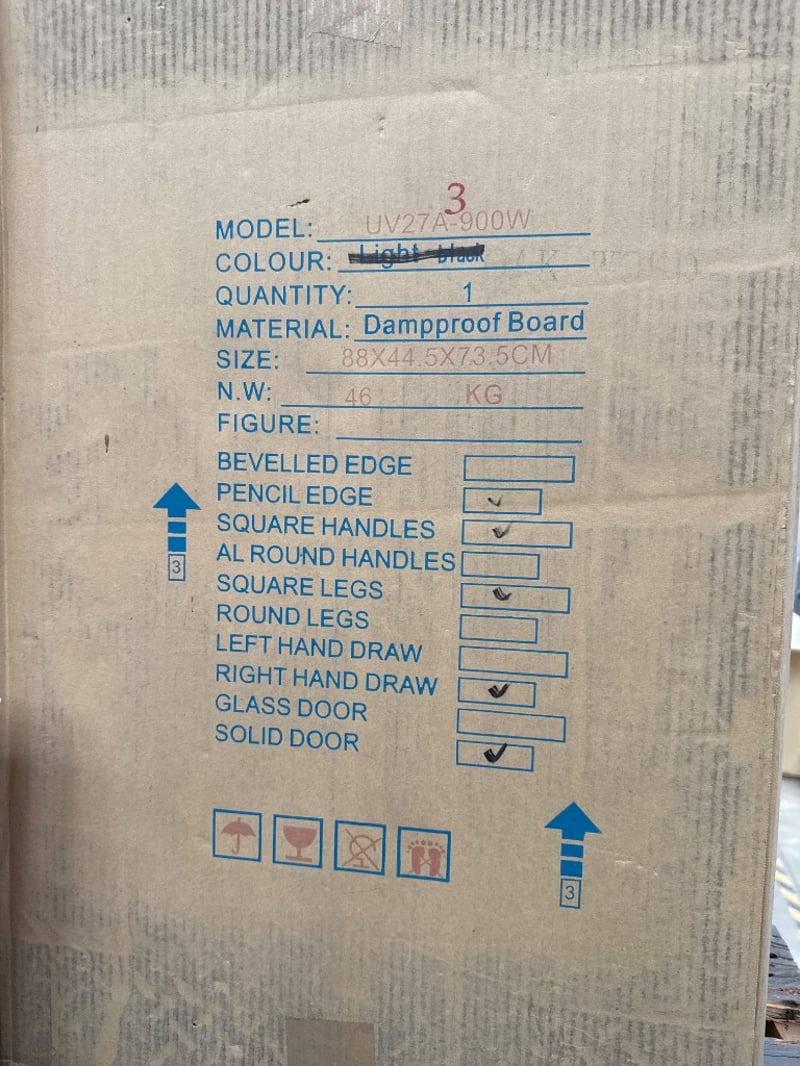 3
MODEL: UV27A-900W
COLOUR: Light black
QUANTITY: 1
MATERIAL: Dampproof Board
SIZE: 88X44.5X73.5CM
N.W: 46 KG
FIGURE:
BEVELLED EDGE
PENCIL EDGE
SQUARE HANDLES
AL ROUND HANDLES
SQUARE LEGS
ROUND LEGS
LEFT HAND DRAW
RIGHT HAND DRAW
GLASS DOOR
SOLID DOOR
3
3